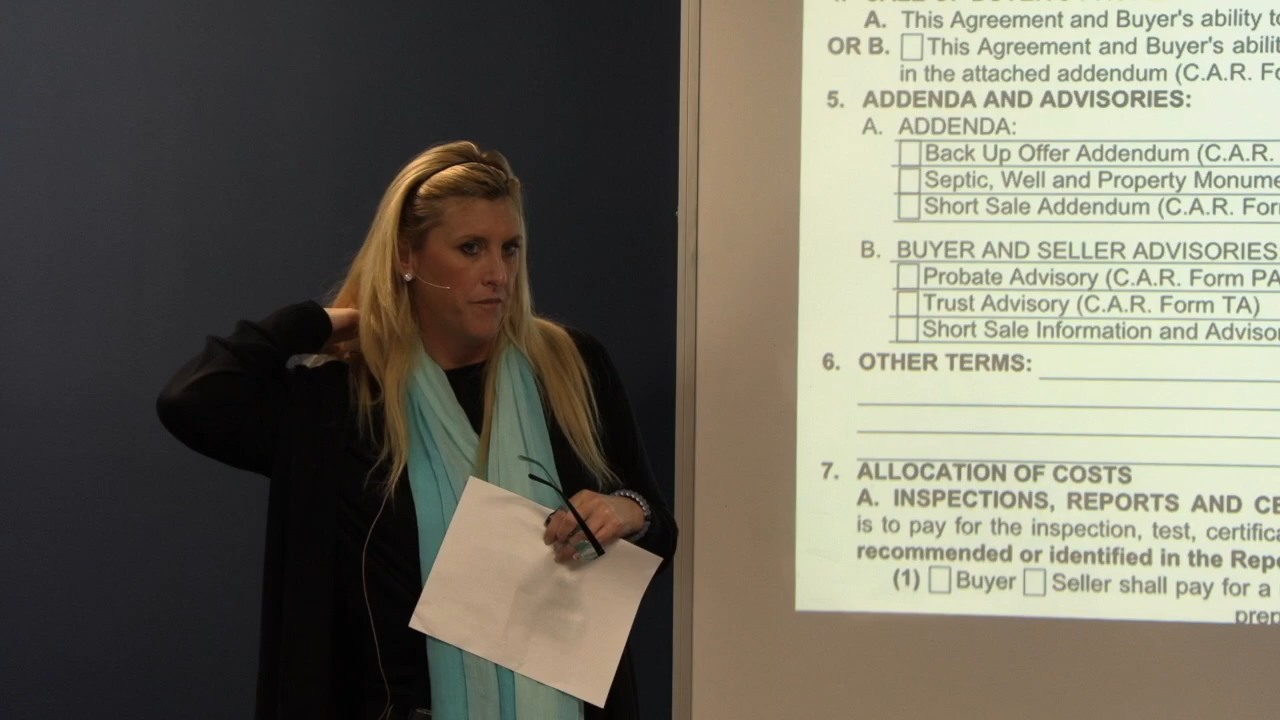 A. This Agreement and Buyer's ability to
OR B. This Agreement and Buyer's abilit
in the attached addendum (C.A.R. Fo
5. ADDENDA AND ADVISORIES:
A. ADDENDA:
Back Up Offer Addendum (C.A.R.
Septic, Well and Property Monume
Short Sale Addendum (C.A.R. For
B. BUYER AND SELLER ADVISORIES
Probate Advisory (C.A.R. Form PA
Trust Advisory (C.A.R. Form TA)
Short Sale Information and Advisor
6. OTHER TERMS:
7. ALLOCATION OF COSTS
A. INSPECTIONS, REPORTS AND CE
is to pay for the inspection, test, certifica
recommended or identified in the Repo
(1) Buyer Seller shall pay for a
prep